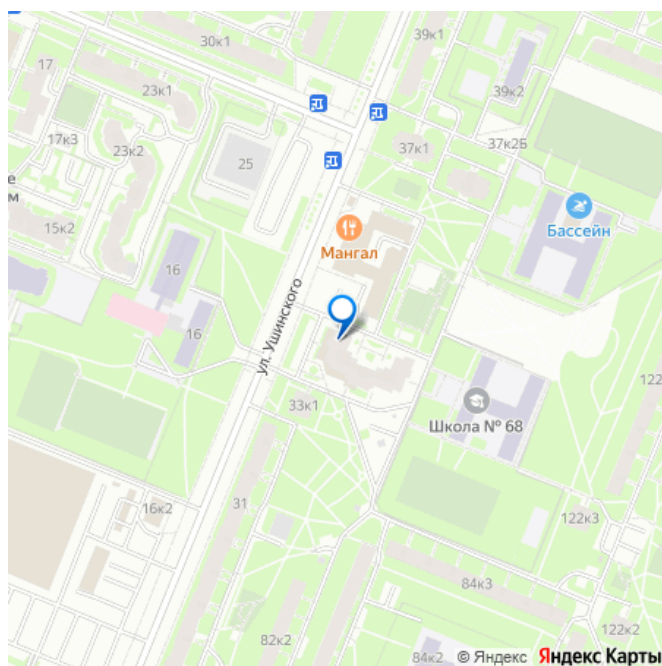 30к1
39к1
17
23к1
39к2
17к3
23к2
25
37к1
37к2Б
е
м
15к2
Мангал
Бассейн
16
16
ул. Ушинского
122
33к1
Школа № 68
31
16к2
122к3
84к3
82к2
84к2
122к2
© Яндекс Яндекс Карты